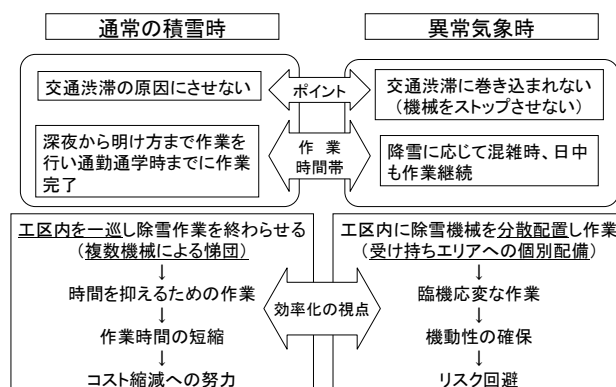 通常の積雪時
異常気象時
交通渋滞の原因にさせない
ポイント
交通渋滞に巻き込まれない
(機械をストップさせない)
深夜から明け方まで作業を
行い通勤通学時までに作業
完了
作 業
時間帯
降雪に応じて混雑時、日中
も作業継続
工区内を一巡し除雪作業を終わらせる
(複数機械による悌団)
↓
時間を抑えるための作業
↓
作業時間の短縮
↓
コスト縮減への努力
効率化の視点
工区内に除雪機械を分散配置し作業
(受け持ちエリアへの個別配備)
↓
臨機応変な作業
↓
機動性の確保
↓
リスク回避